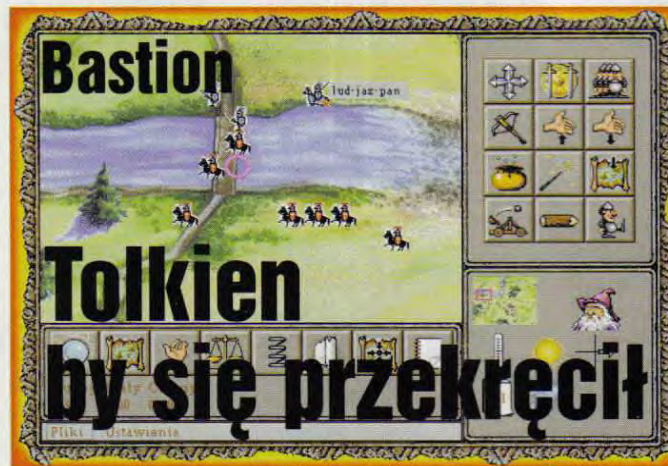 Bastion
lud-jaz-pan
Tolkien
by się przekręcił
Pliki Ustawienia